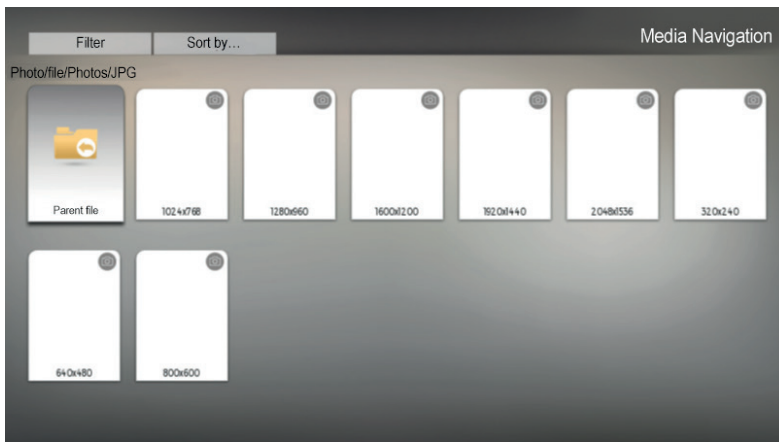 Filter
Sort by...
Media Navigation
Photo/file/Photos/JPG
Parent file
1024x768
1280x960
1600x1200
1920x1440
2048x1536
320x240
640x480
800x600